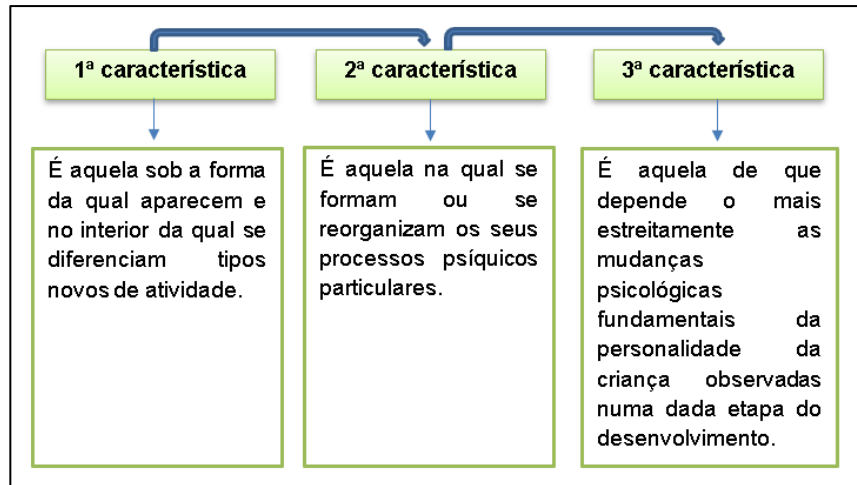 1ª característica
2ª característica
3ª característica
É aquela sob a forma
da qual aparecem e
no interior da qual se
diferenciam tipos
novos de atividade.
É aquela na qual se
formam ou se
reorganizam os seus
processos psíquicos
particulares.
É aquela de que
depende o mais
estreitamente as
mudanças
psicológicas
fundamentais da
personalidade da
criança observadas
numa dada etapa do
desenvolvimento.